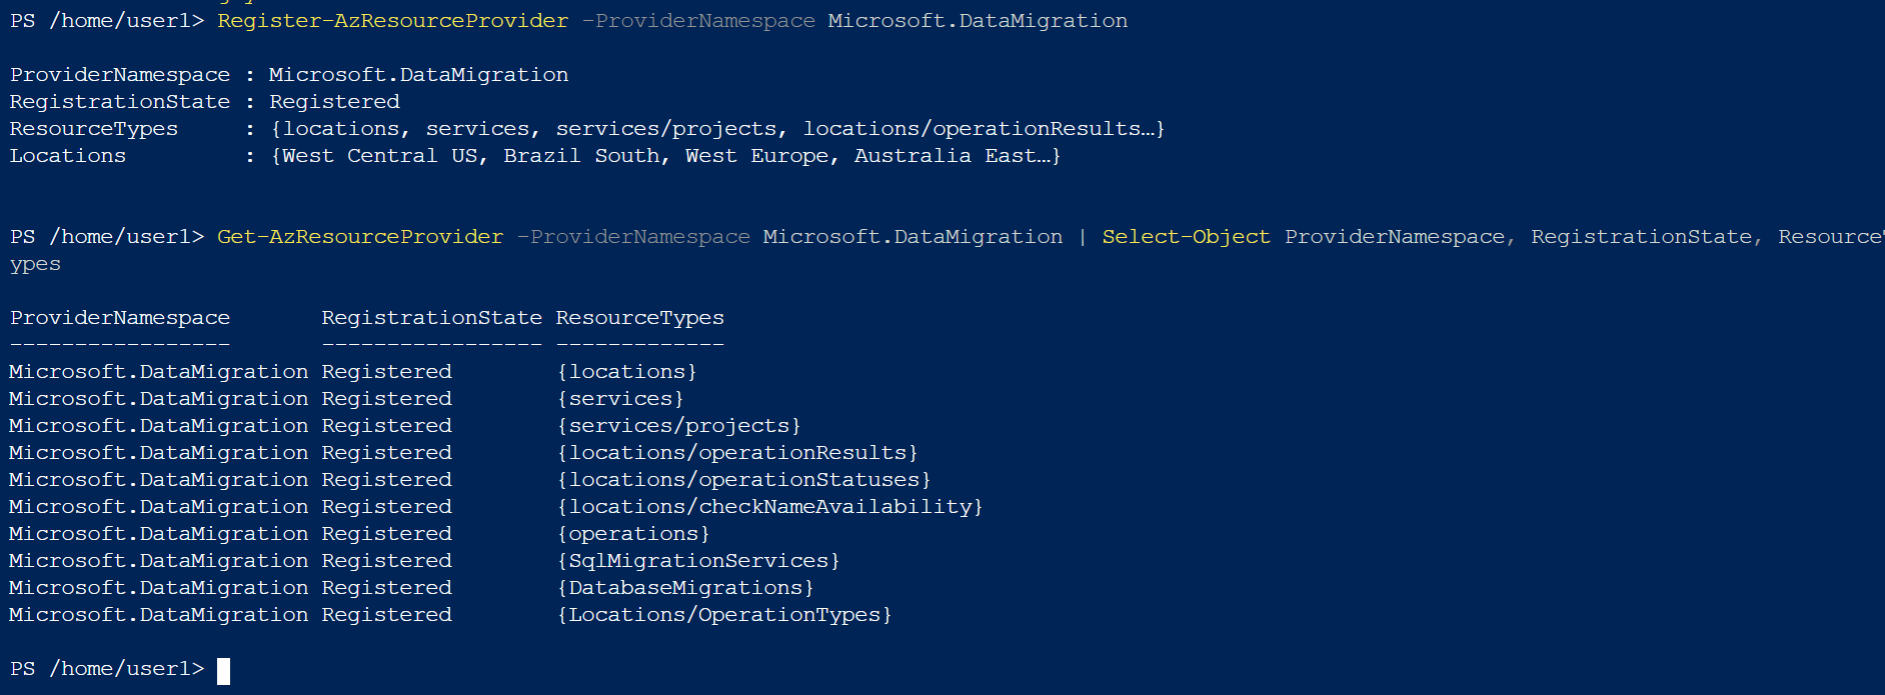 PS /home/user1> Register-AzResourceProvider -ProviderNamespace Microsoft.DataMigration
ProviderNamespace : Microsoft.DataMigration
RegistrationState : Registered
ResourceTypes     : {locations, services, services/projects, locations/operationResults…}
Locations         : {West Central US, Brazil South, West Europe, Australia East…}
PS /home/user1> Get-AzResourceProvider -ProviderNamespace Microsoft.DataMigration | Select-Object ProviderNamespace, RegistrationState, ResourceT
ypes
ProviderNamespace       RegistrationState ResourceTypes
-----------------       ----------------- -------------
Microsoft.DataMigration Registered        {locations}
Microsoft.DataMigration Registered        {services}
Microsoft.DataMigration Registered        {services/projects}
Microsoft.DataMigration Registered        {locations/operationResults}
Microsoft.DataMigration Registered        {locations/operationStatuses}
Microsoft.DataMigration Registered        {locations/checkNameAvailability}
Microsoft.DataMigration Registered        {operations}
Microsoft.DataMigration Registered        {SqlMigrationServices}
Microsoft.DataMigration Registered        {DatabaseMigrations}
Microsoft.DataMigration Registered        {Locations/OperationTypes}
PS /home/user1>